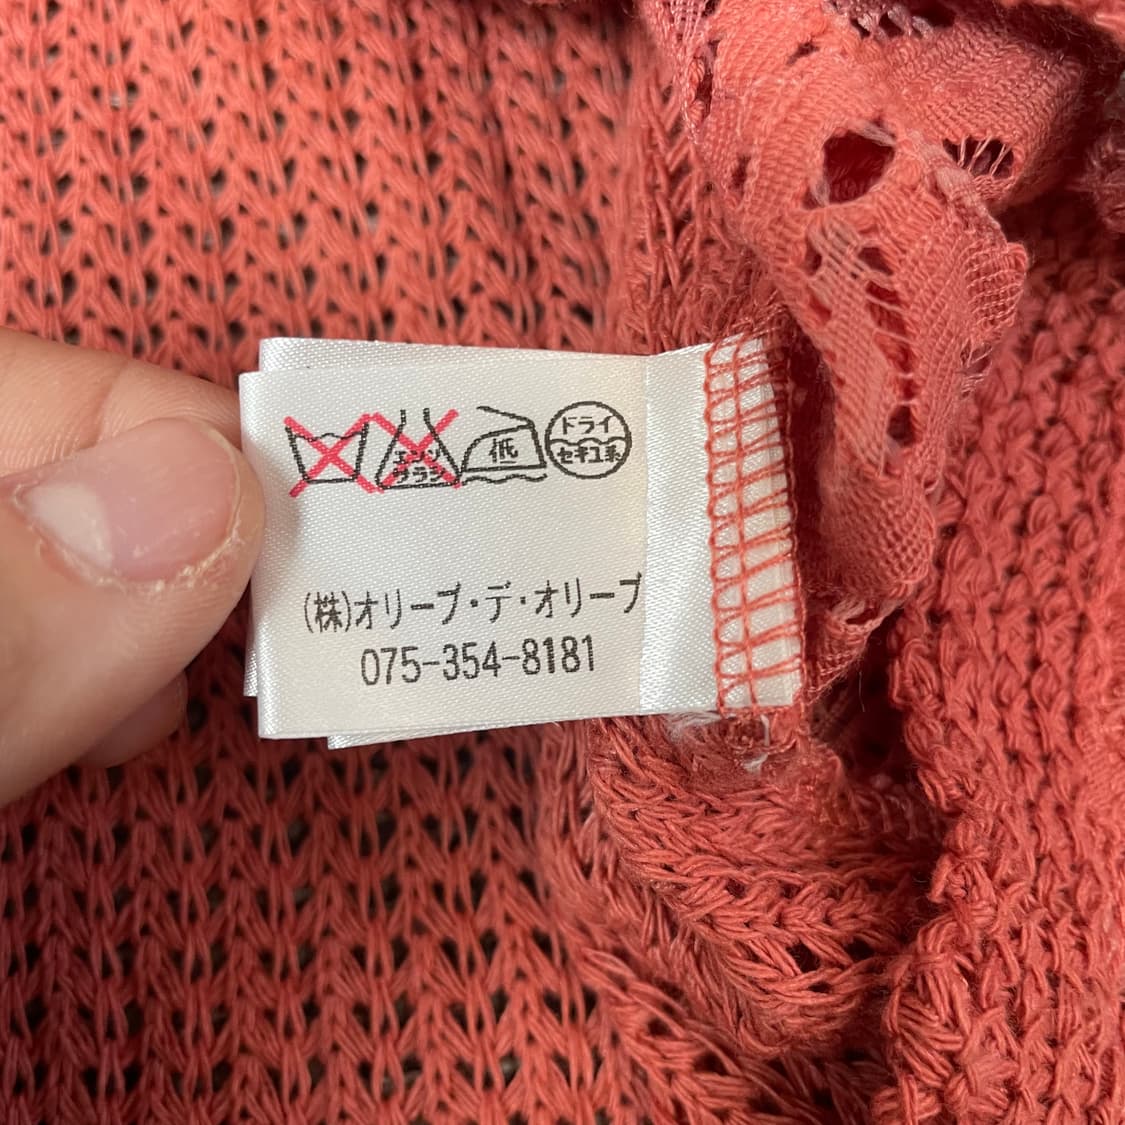 エンソ
サラシ
低
ドライ
セキユ系
(株)オリーブ・デ・オリーブ
075-354-8181